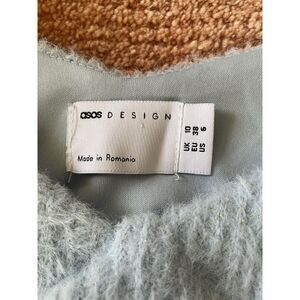 asos DESIGN
Made in Romania
UK 10
EU 38
US 6